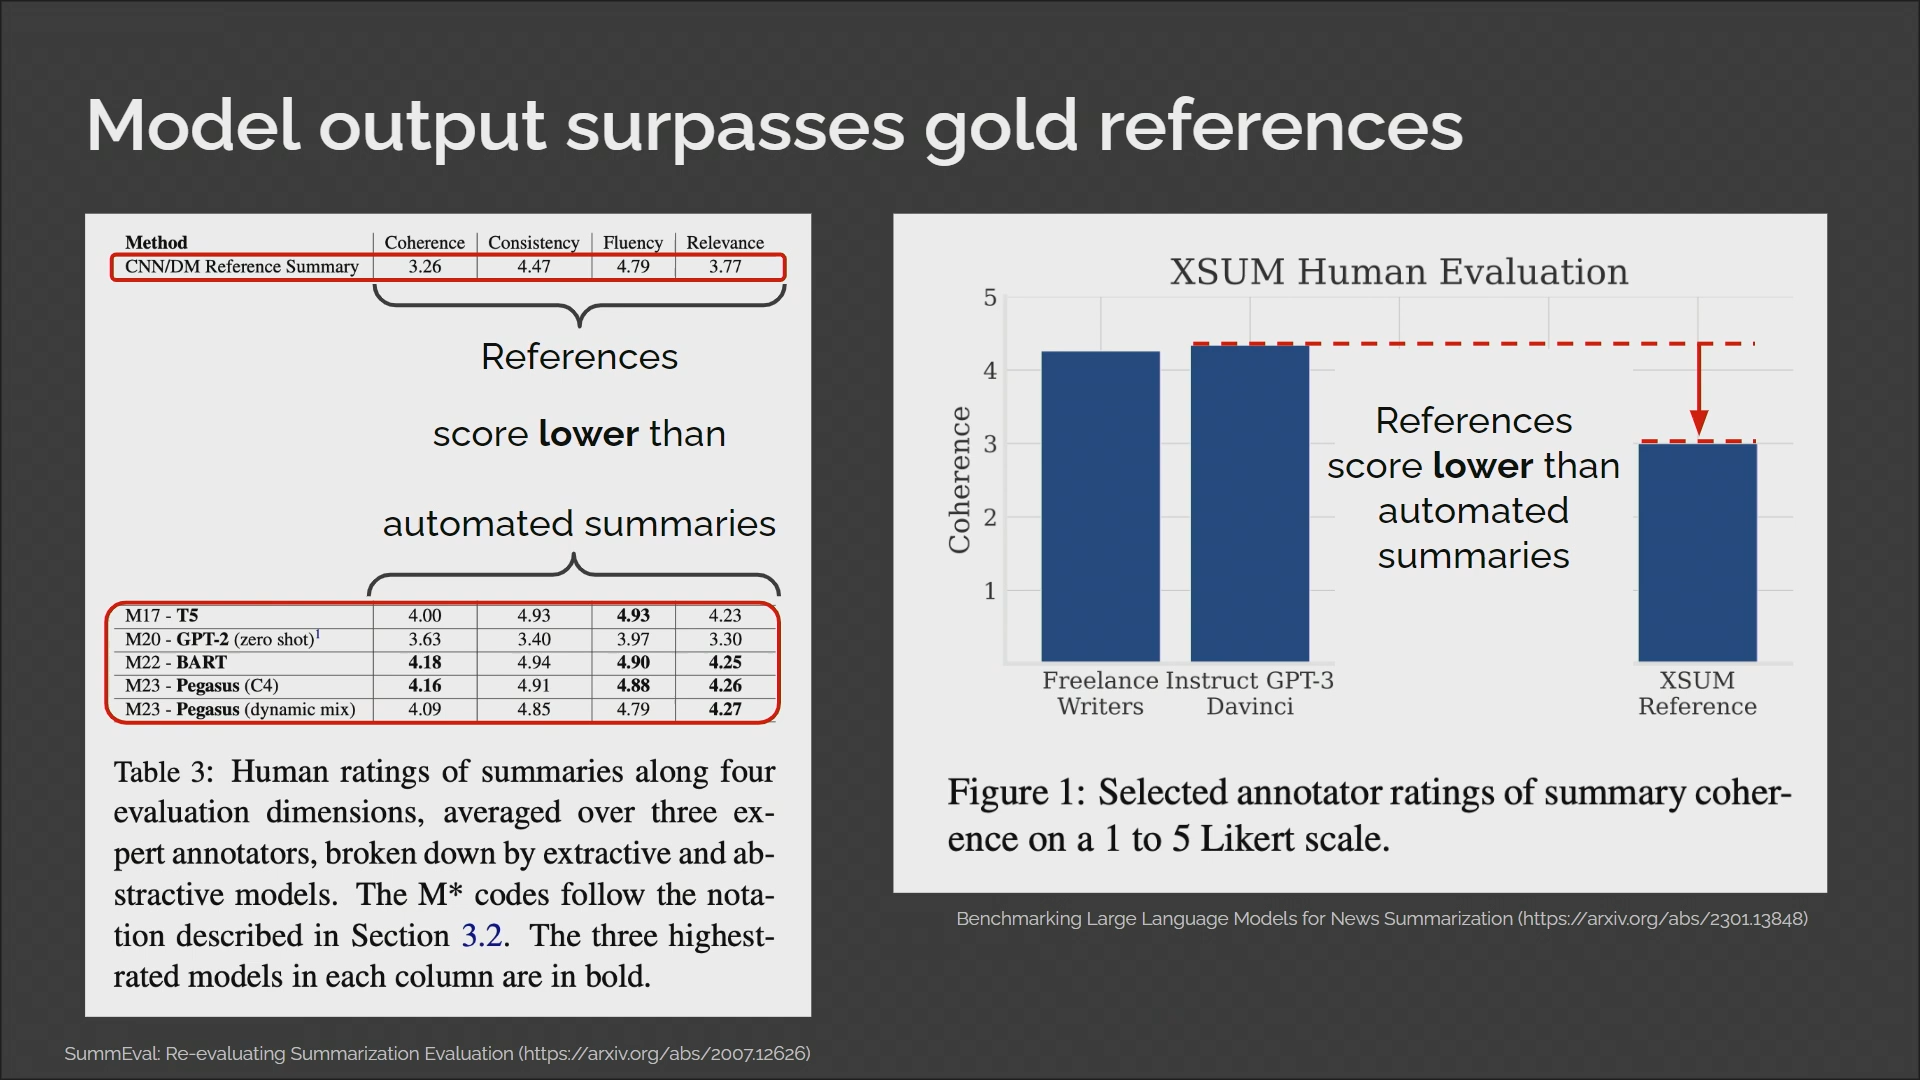 Model output surpasses gold references
Method Coherence Consistency Fluency Relevance
CNN/DM Reference Summary 3.26 4.47 4.79 3.77
References
score lower than
automated summaries
M17 - T5 4.00 4.93 4.93 4.23
M20 - GPT-2 (zero shot)1 3.63 3.40 3.97 3.30
M22 - BART 4.18 4.94 4.90 4.25
M23 - Pegasus (C4) 4.16 4.91 4.88 4.26
M23 - Pegasus (dynamic mix) 4.09 4.85 4.79 4.27
Table 3: Human ratings of summaries along four
evaluation dimensions, averaged over three ex-
pert annotators, broken down by extractive and ab-
stractive models. The M* codes follow the nota-
tion described in Section 3.2. The three highest-
rated models in each column are in bold.
SummEval: Re-evaluating Summarization Evaluation (https://arxiv.org/abs/2007.12626)
XSUM Human Evaluation
5
4
3
2
1
Coherence
References
score lower than
automated
summaries
Freelance Instruct GPT-3 XSUM
Writers Davinci Reference
Figure 1: Selected annotator ratings of summary coher-
ence on a 1 to 5 Likert scale.
Benchmarking Large Language Models for News Summarization (https://arxiv.org/abs/2301.13848)